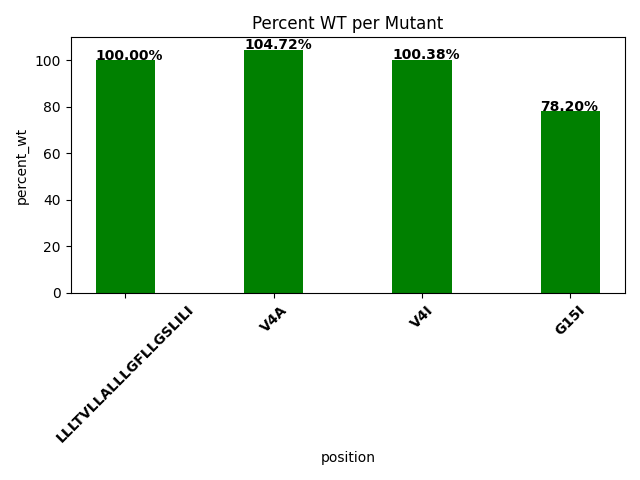 Percent WT per Mutant
percent_wt
100
80
60
40
20
0
100.00%
104.72%
100.38%
78.20%
LLLTVLLALLLGFLLGSLILI
V4A
V4I
G15I
position